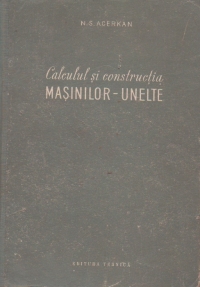 N. S. ACERKAN
Calculul și construcția
MAȘINILOR - UNELTE
EDITURA TEHNICĂ